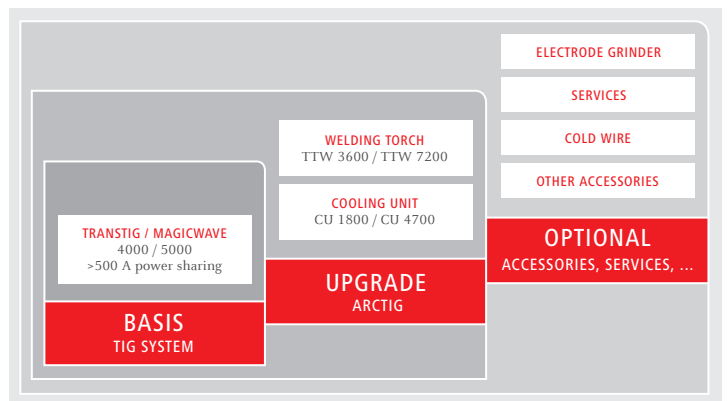 TRANSTIG / MAGICWAVE
4000 / 5000
>500 A power sharing
BASIS
TIG SYSTEM
WELDING TORCH
TTW 3600 / TTW 7200
COOLING UNIT
CU 1800 / CU 4700
UPGRADE
ARCTIG
ELECTRODE GRINDER
SERVICES
COLD WIRE
OTHER ACCESSORIES
OPTIONAL
ACCESSORIES, SERVICES, ...